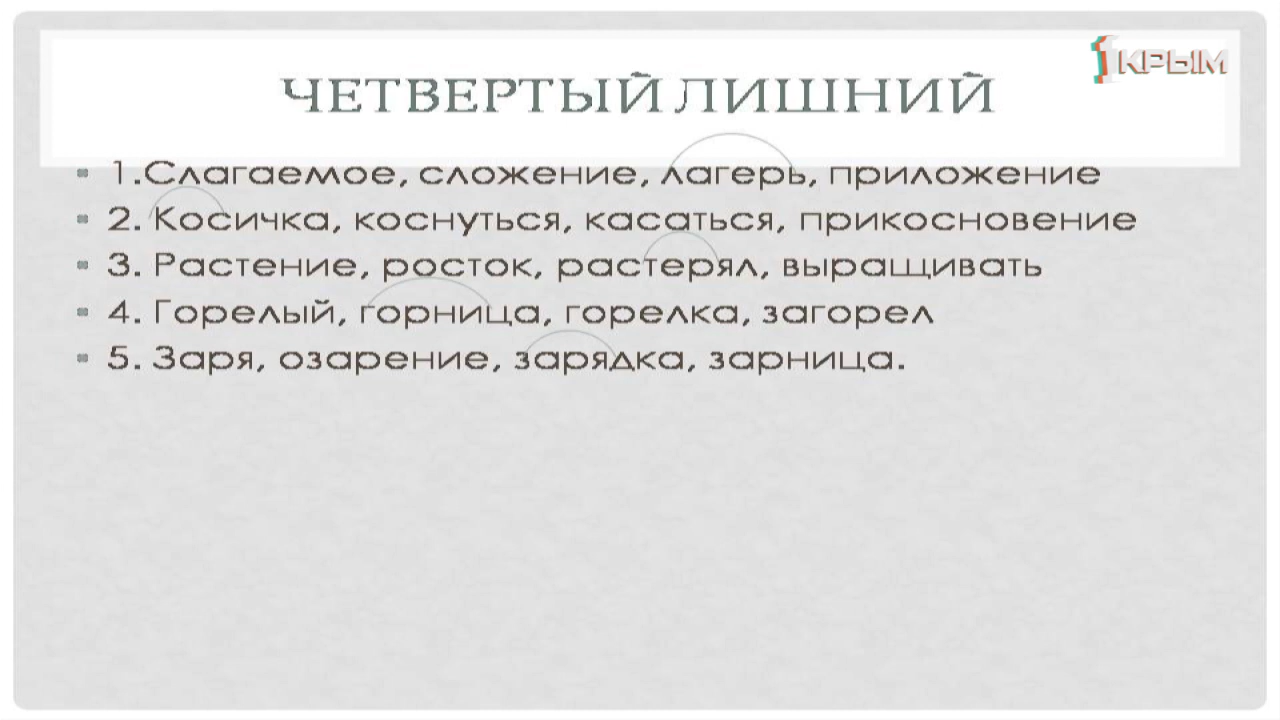 1КРЫМ
ЧЕТВЕРТЫЙ ЛИШНИЙ
1.Слагаемое, сложение, лагерь, приложение
2. Косичка, коснуться, касаться, прикосновение
3. Растение, росток, растерял, выращивать
4. Горелый, горница, горелка, загорел
5. Заря, озарение, зарядка, зарница.